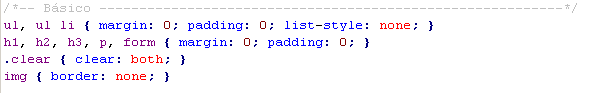 /*-- Básico --------------------------------------------------------*/
ul, ul li { margin: 0; padding: 0; list-style: none; }
h1, h2, h3, p, form { margin: 0; padding: 0; }
.clear { clear: both; }
img { border: none; }